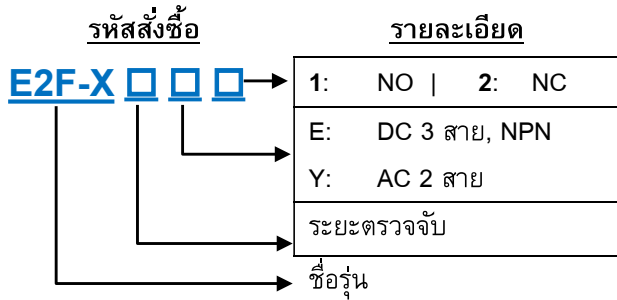 รหัสสั่งซื้อ รายละเอียด
E2F-X □ □ □ 1: NO | 2: NC
E: DC 3 สาย, NPN
Y: AC 2 สาย
ระยะตรวจจับ
ชื่อรุ่น